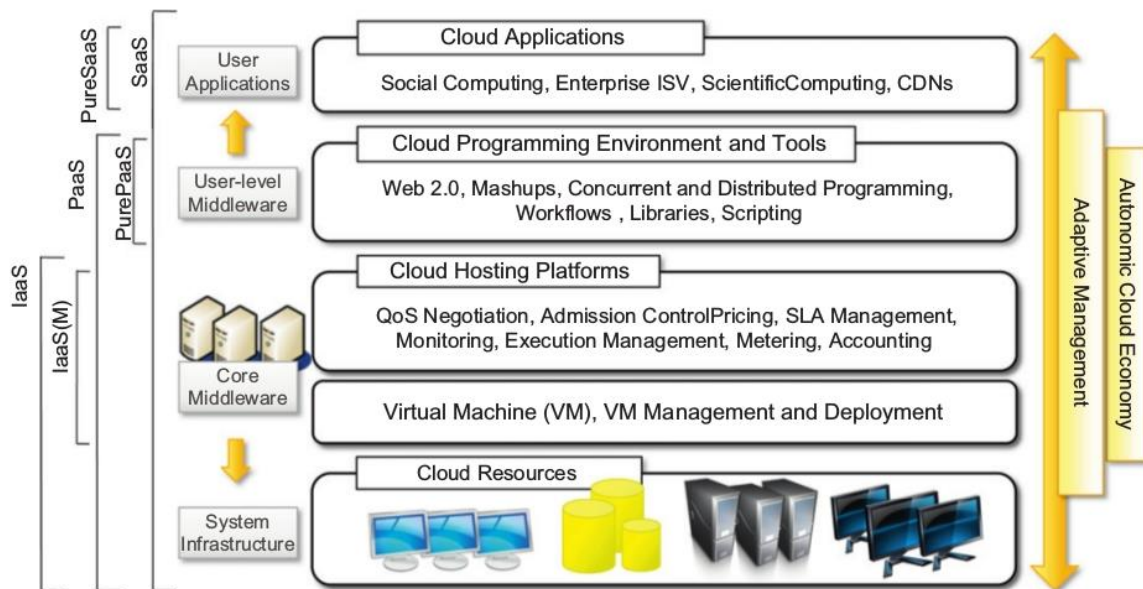 PureSaaS
SaaS
PaaS
PurePaaS
IaaS
IaaS(M)
User
Applications
User-level
Middleware
Core
Middleware
System
Infrastructure
Cloud Applications
Social Computing, Enterprise ISV, ScientificComputing, CDNs
Cloud Programming Environment and Tools
Web 2.0, Mashups, Concurrent and Distributed Programming,
Workflows , Libraries, Scripting
Cloud Hosting Platforms
QoS Negotiation, Admission ControlPricing, SLA Management,
Monitoring, Execution Management, Metering, Accounting
Virtual Machine (VM), VM Management and Deployment
Cloud Resources
Adaptive Management
Autonomic Cloud Economy